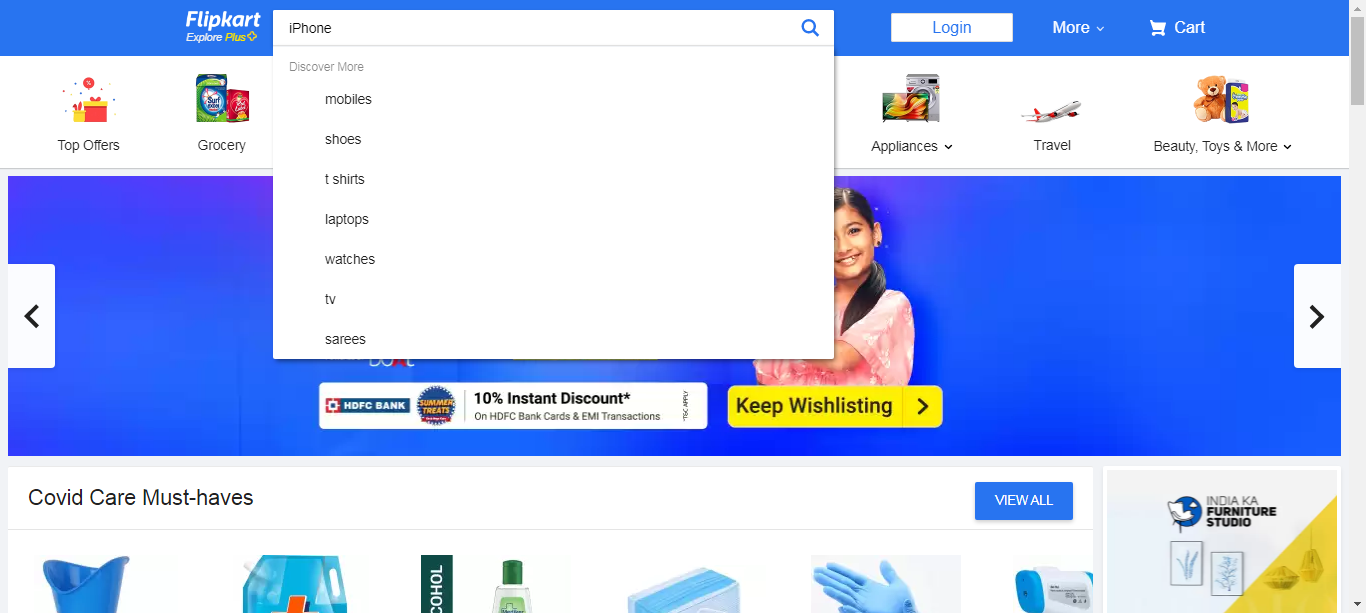 Flipkart
Explore Plus
iPhone
Login
More
Cart
Discover More
mobiles
shoes
t shirts
laptops
watches
tv
sarees
Top Offers
Grocery
Appliances
Travel
Beauty, Toys & More
Surf excel
HDFC BANK
SUMMER TREATS
10% Instant Discount*
On HDFC Bank Cards & EMI Transactions
*T&C APPLY
Keep Wishlisting
Covid Care Must-haves
VIEW ALL
INDIA KA
FURNITURE
STUDIO